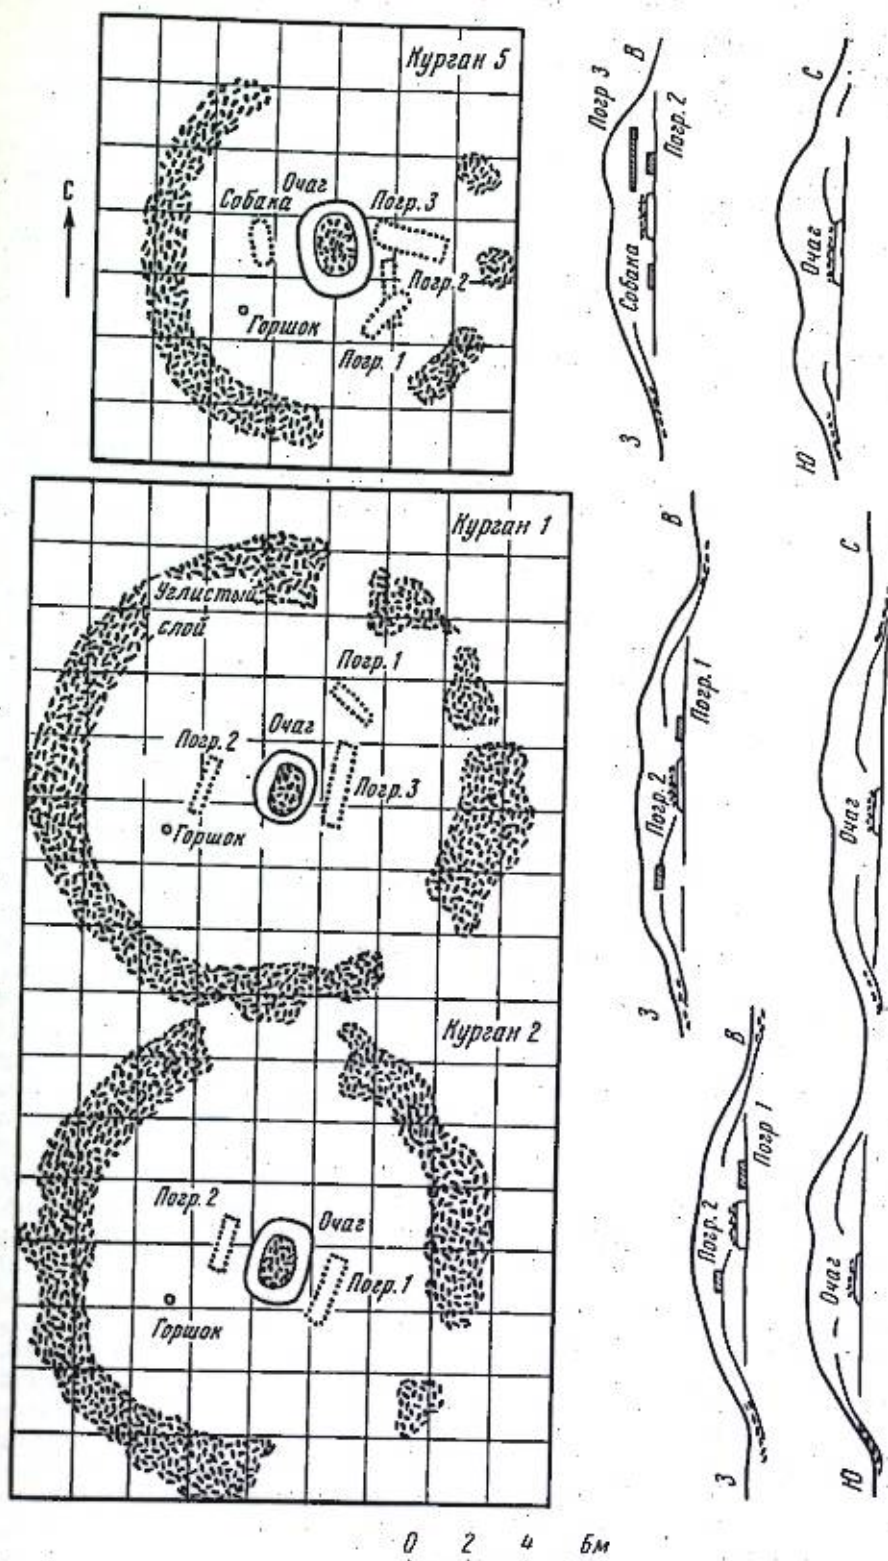 Курган 5
С
Очаг
Собака
Погр. 3
Погр. 2
Горшок
Погр. 1
Погр 3
В
Погр. 2
Собака
З
С
Очаг
Ю
Курган 1
Углистый
слой
Погр. 1
Очаг
Погр. 2
Погр. 3
Горшок
В
Погр. 1
Погр. 2
З
С
Очаг
Курган 2
Погр. 2
Очаг
Погр. 1
Горшок
В
Погр 1
Погр. 2
З
Очаг
Ю
0 2 4 6м